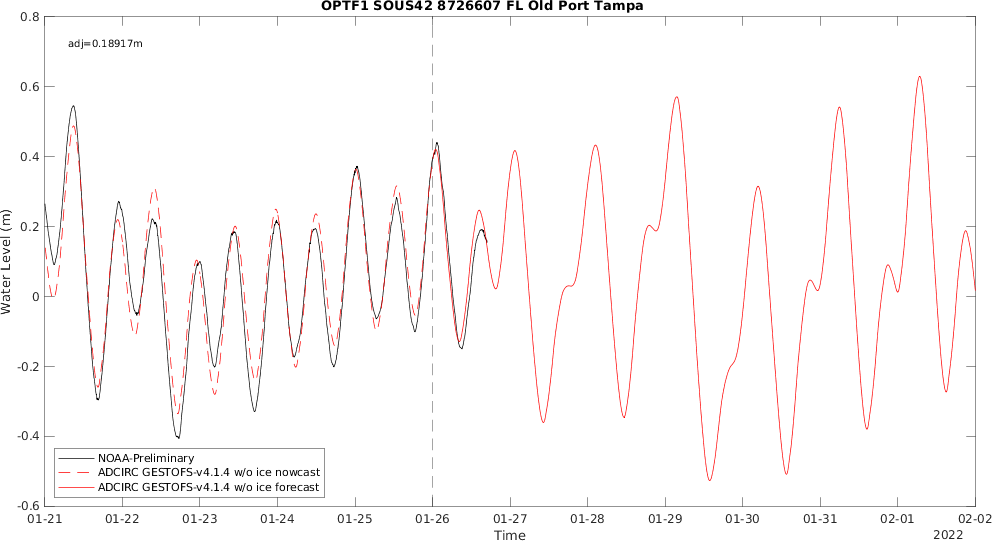 OPTF1 SOUS42 8726607 FL Old Port Tampa
adj=0.18917m
0.8
0.6
0.4
0.2
0
-0.2
-0.4
-0.6
Water Level (m)
NOAA-Preliminary
ADCIRC GESTOFS-v4.1.4 w/o ice nowcast
ADCIRC GESTOFS-v4.1.4 w/o ice forecast
01-21 01-22 01-23 01-24 01-25 01-26 01-27 01-28 01-29 01-30 01-31 02-01 02-02
Time
2022